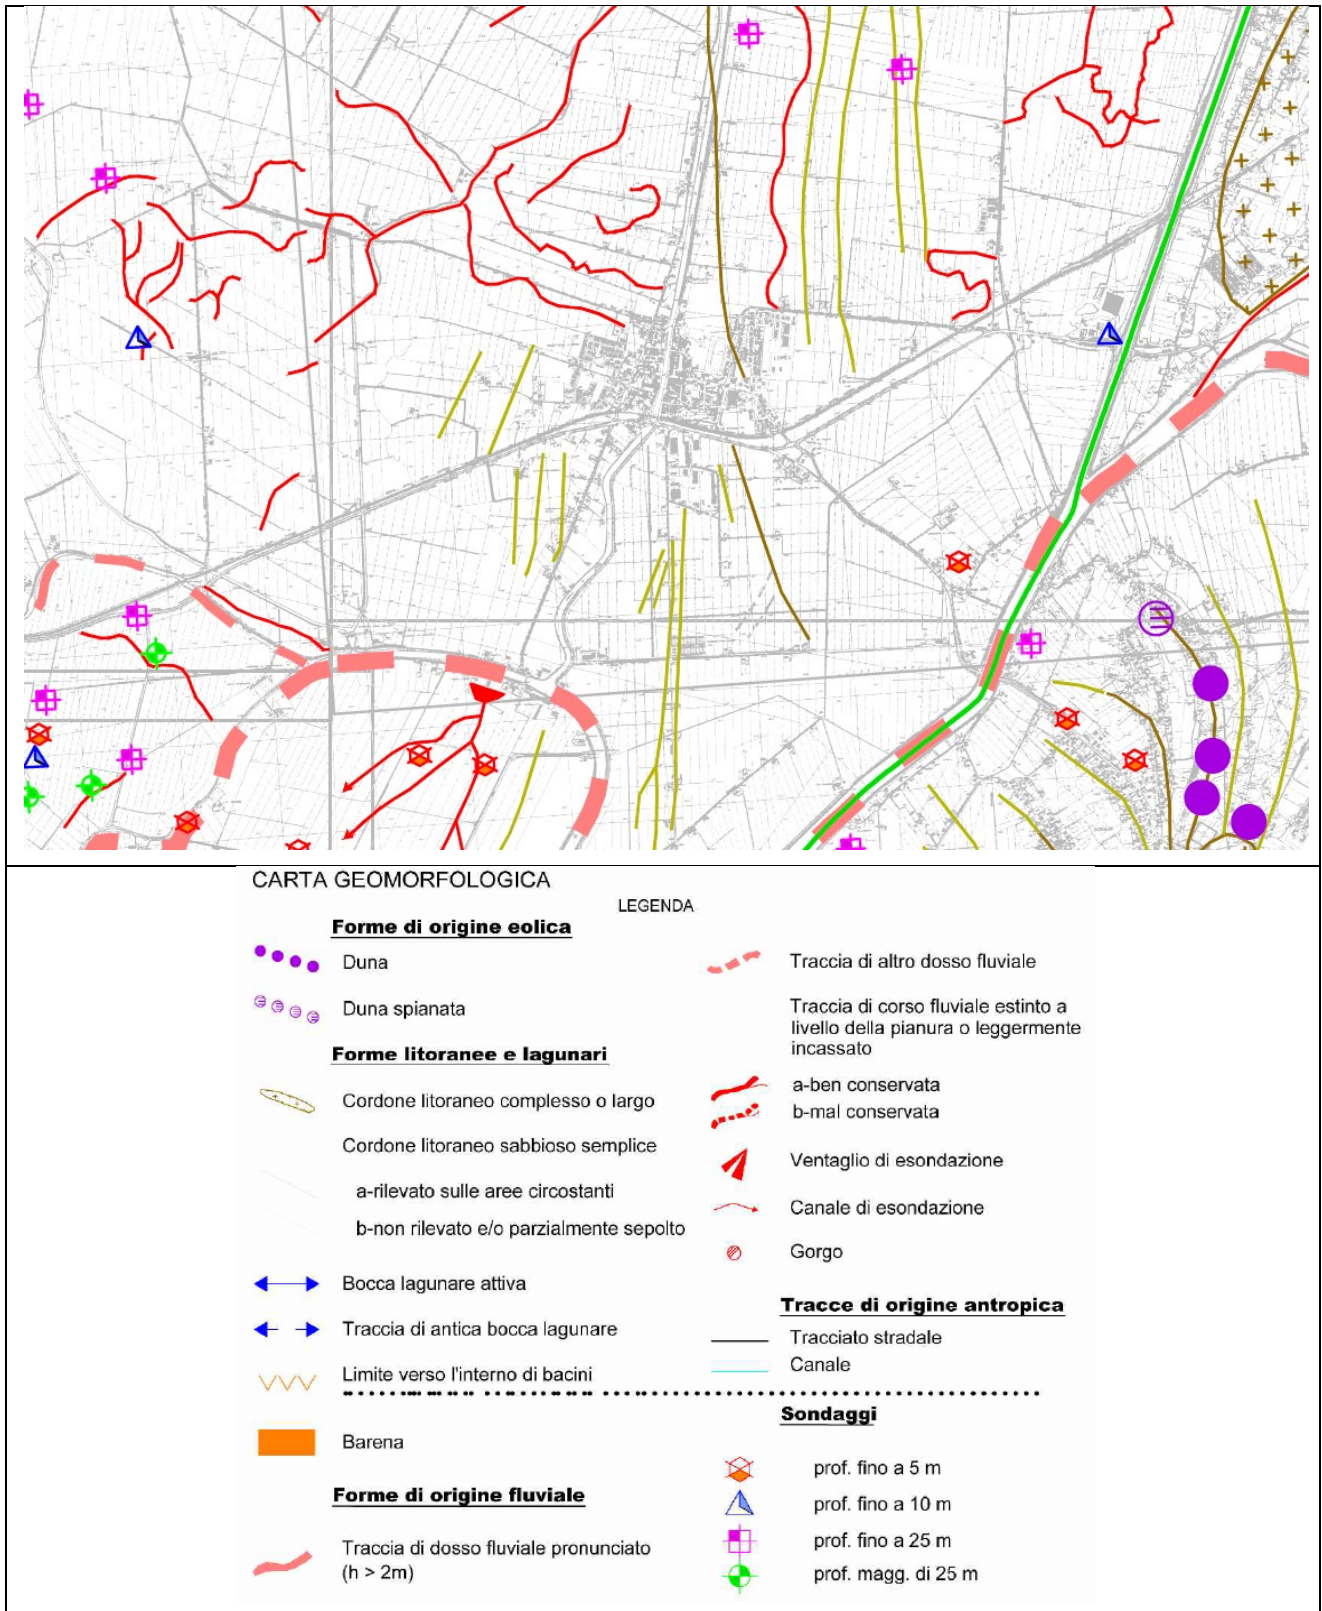 CARTA GEOMORFOLOGICA
LEGENDA
Forme di origine eolica
Duna
Duna spianata
Forme litoranee e lagunari
Cordone litoraneo complesso o largo
Cordone litoraneo sabbioso semplice
a-rilevato sulle aree circostanti
b-non rilevato e/o parzialmente sepolto
Bocca lagunare attiva
Traccia di antica bocca lagunare
Limite verso l'interno di bacini
Barena
Forme di origine fluviale
Traccia di dosso fluviale pronunciato
(h > 2m)
Traccia di altro dosso fluviale
Traccia di corso fluviale estinto a
livello della pianura o leggermente
incassato
a-ben conservata
b-mal conservata
Ventaglio di esondazione
Canale di esondazione
Gorgo
Tracce di origine antropica
Tracciato stradale
Canale
Sondaggi
prof. fino a 5 m
prof. fino a 10 m
prof. fino a 25 m
prof. magg. di 25 m